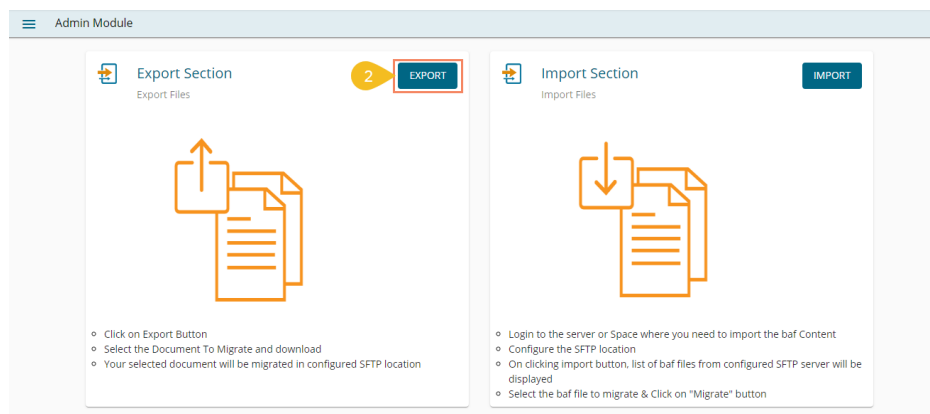 Admin Module
Export Section
2
EXPORT
Export Files
Click on Export Button
Select the Document To Migrate and download
Your selected document will be migrated in configured SFTP location
Import Section
IMPORT
Import Files
Login to the server or Space where you need to import the baf Content
Configure the SFTP location
On clicking import button, list of baf files from configured SFTP server will be
displayed
Select the baf file to migrate & Click on "Migrate" button